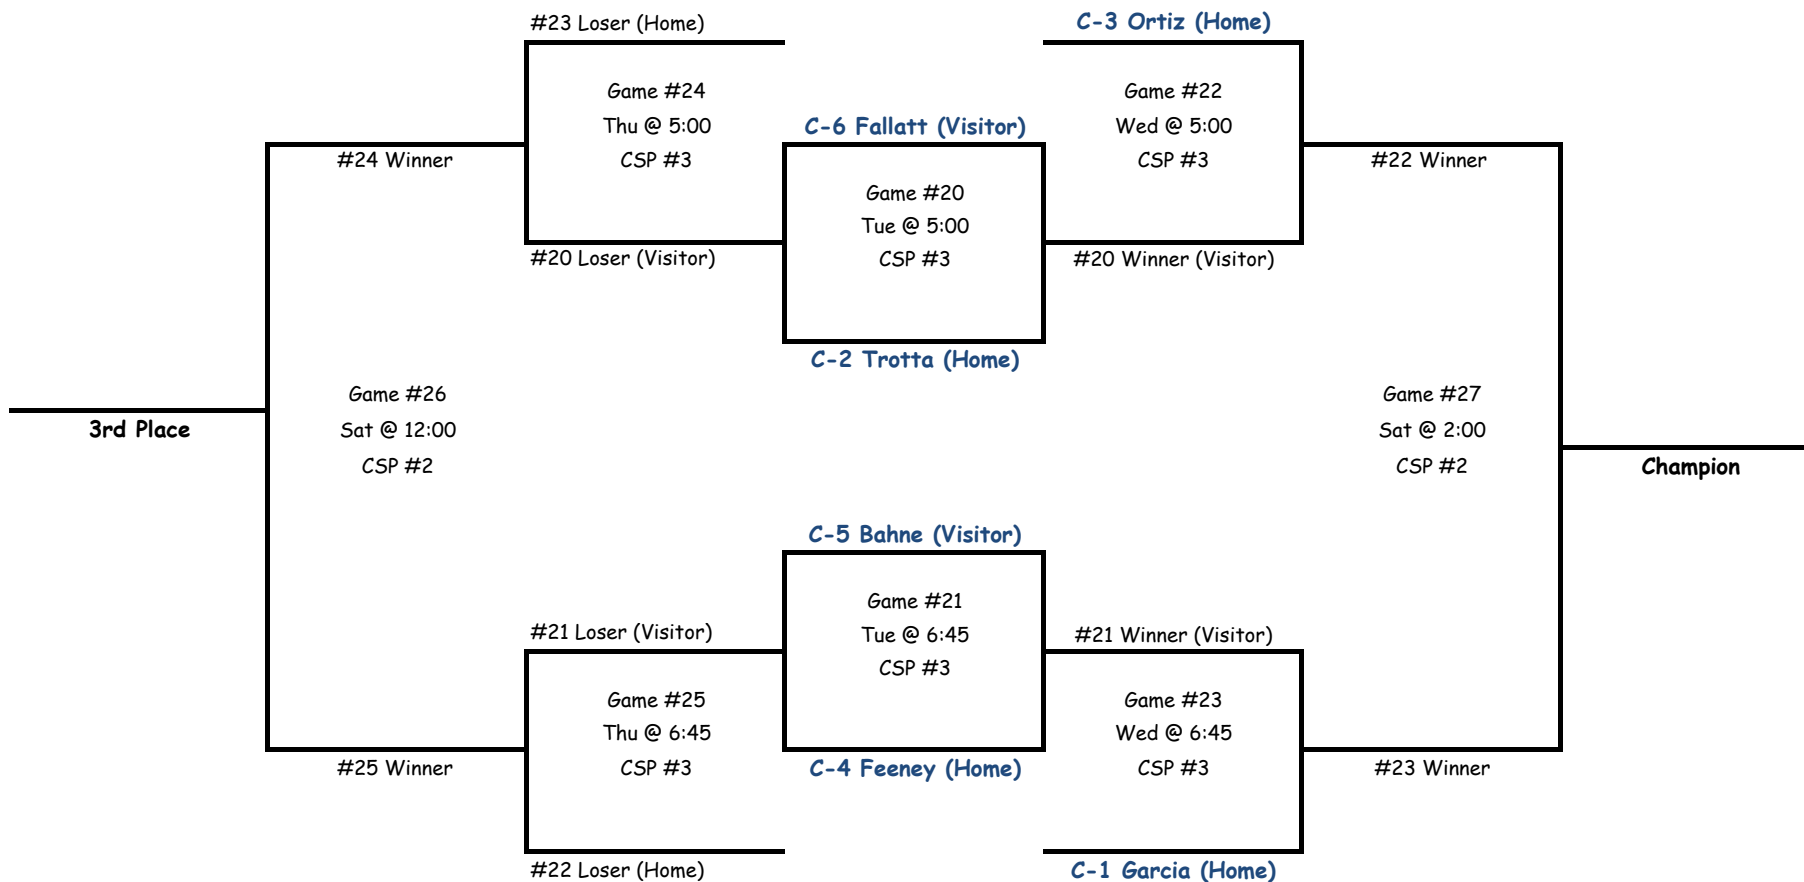 #23 Loser (Home)
C-3 Ortiz (Home)
Game #24
Thu @ 5:00
CSP #3
Game #22
Wed @ 5:00
CSP #3
C-6 Fallatt (Visitor)
#24 Winner
#22 Winner
Game #20
Tue @ 5:00
CSP #3
#20 Loser (Visitor)
#20 Winner (Visitor)
C-2 Trotta (Home)
Game #26
Sat @ 12:00
CSP #2
3rd Place
Game #27
Sat @ 2:00
CSP #2
Champion
C-5 Bahne (Visitor)
Game #21
Tue @ 6:45
CSP #3
#21 Loser (Visitor)
#21 Winner (Visitor)
Game #25
Thu @ 6:45
CSP #3
Game #23
Wed @ 6:45
CSP #3
#25 Winner
C-4 Feeney (Home)
#23 Winner
#22 Loser (Home)
C-1 Garcia (Home)